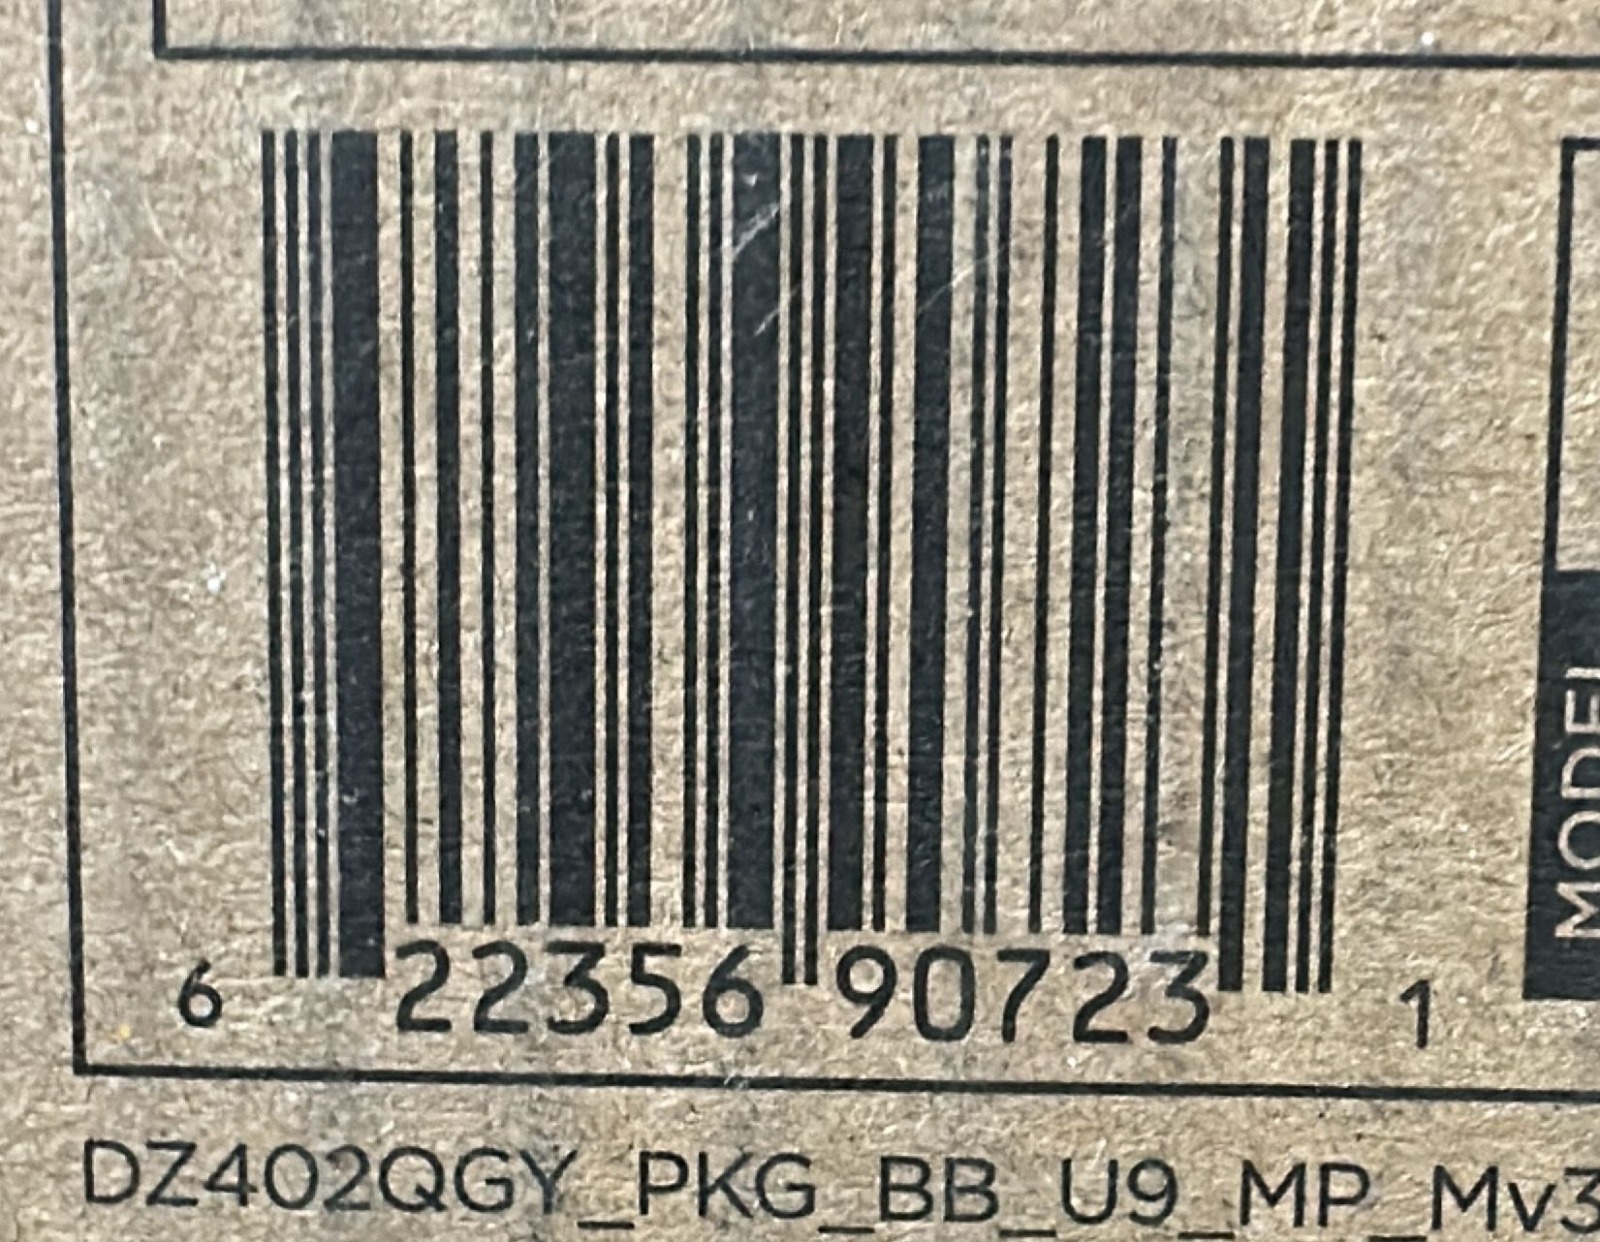 MODEL
6 22356 90723 1
DZ402QGY_PKG_BB_U9_MP_Mv3